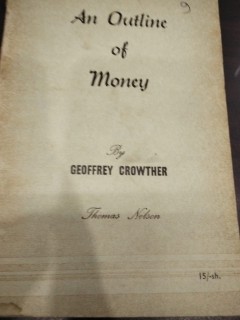 9
An Outline
of
Money
By
GEOFFREY CROWTHER
Thomas Nelson
15/-sh.